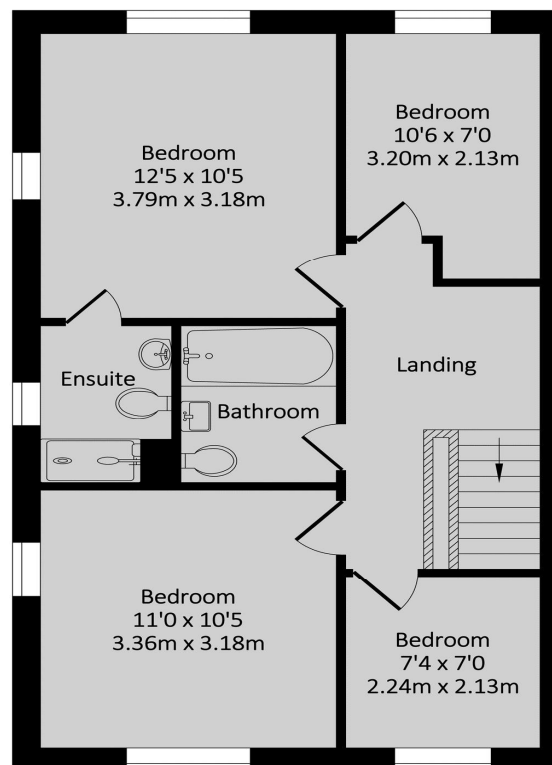 Bedroom
12'5 x 10'5
3.79m x 3.18m
Bedroom
10'6 x 7'0
3.20m x 2.13m
Ensuite
Bathroom
Landing
Bedroom
11'0 x 10'5
3.36m x 3.18m
Bedroom
7'4 x 7'0
2.24m x 2.13m